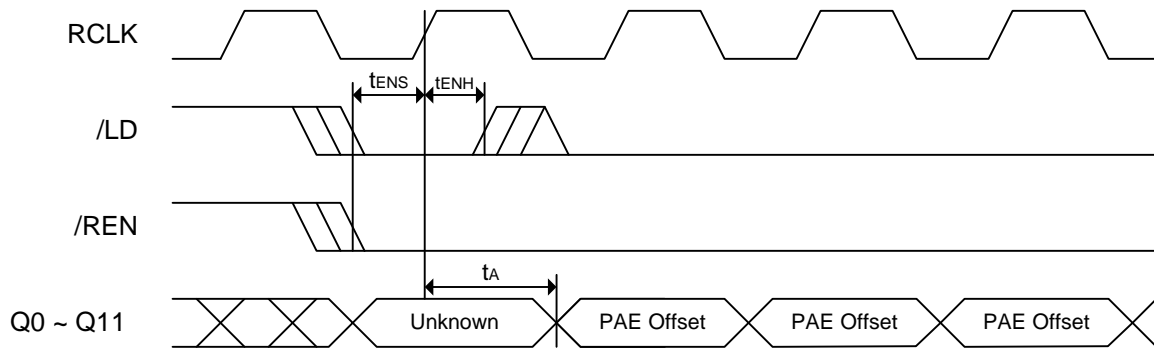 RCLK
tENS
tENH
/LD
/REN
tA
Q0 ~ Q11
Unknown
PAE Offset
PAE Offset
PAE Offset